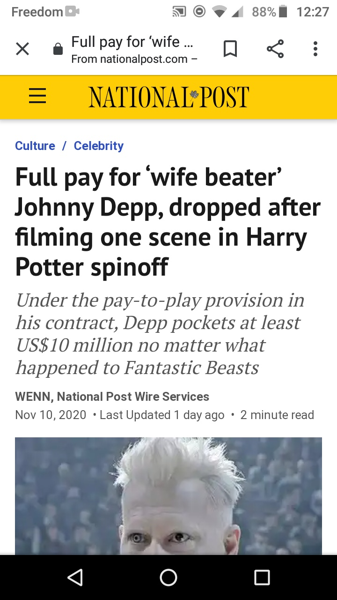 Freedom 88% 12:27
Full pay for ‘wife ...
From nationalpost.com –
NATIONAL POST
Culture / Celebrity
Full pay for ‘wife beater’
Johnny Depp, dropped after
filming one scene in Harry
Potter spinoff
Under the pay-to-play provision in
his contract, Depp pockets at least
US$10 million no matter what
happened to Fantastic Beasts
WENN, National Post Wire Services
Nov 10, 2020 • Last Updated 1 day ago • 2 minute read